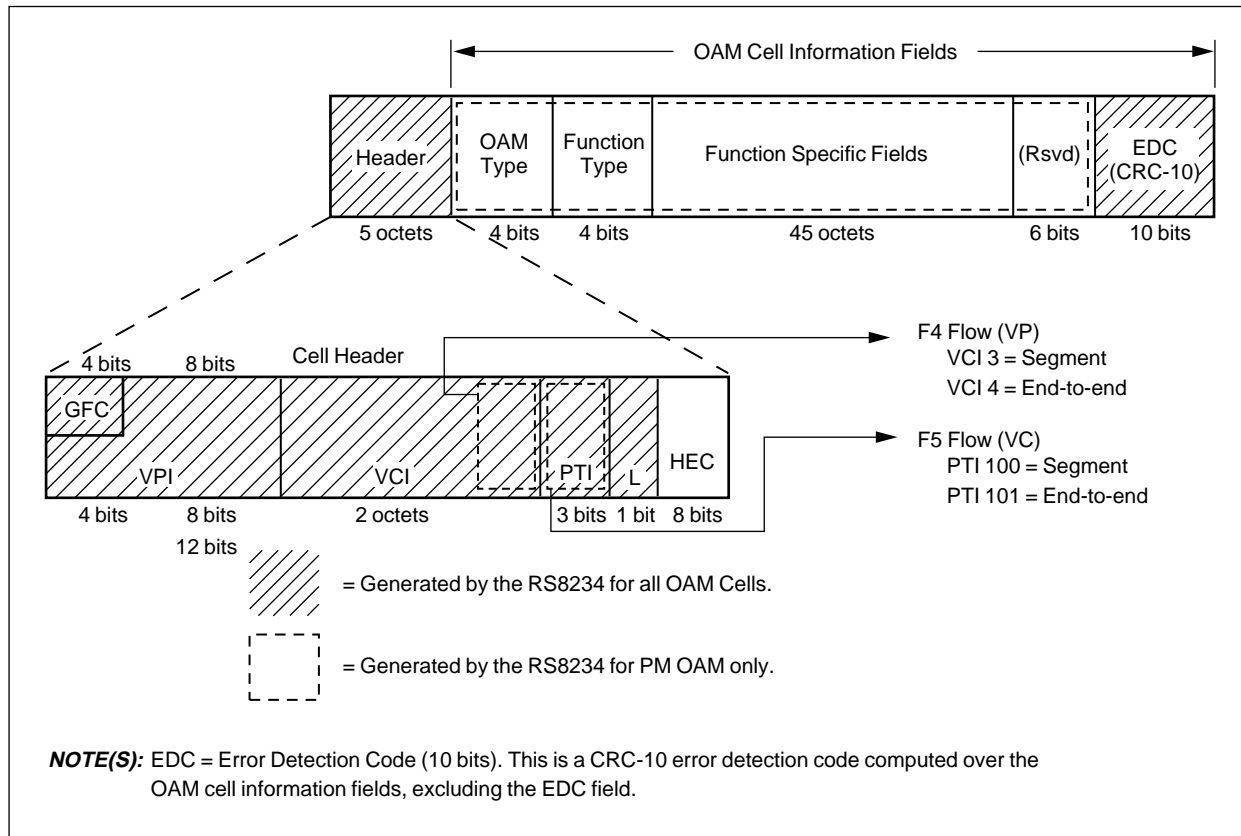 OAM Cell Information Fields
Header
OAM Type
Function Type
Function Specific Fields
(Rsvd)
EDC (CRC-10)
5 octets
4 bits
4 bits
45 octets
6 bits
10 bits
4 bits
8 bits
Cell Header
GFC
VPI
VCI
PTI
L
HEC
4 bits
8 bits
2 octets
3 bits
1 bit
8 bits
12 bits
F4 Flow (VP)
VCI 3 = Segment
VCI 4 = End-to-end
F5 Flow (VC)
PTI 100 = Segment
PTI 101 = End-to-end
= Generated by the RS8234 for all OAM Cells.
= Generated by the RS8234 for PM OAM only.
NOTE(S): EDC = Error Detection Code (10 bits). This is a CRC-10 error detection code computed over the
OAM cell information fields, excluding the EDC field.